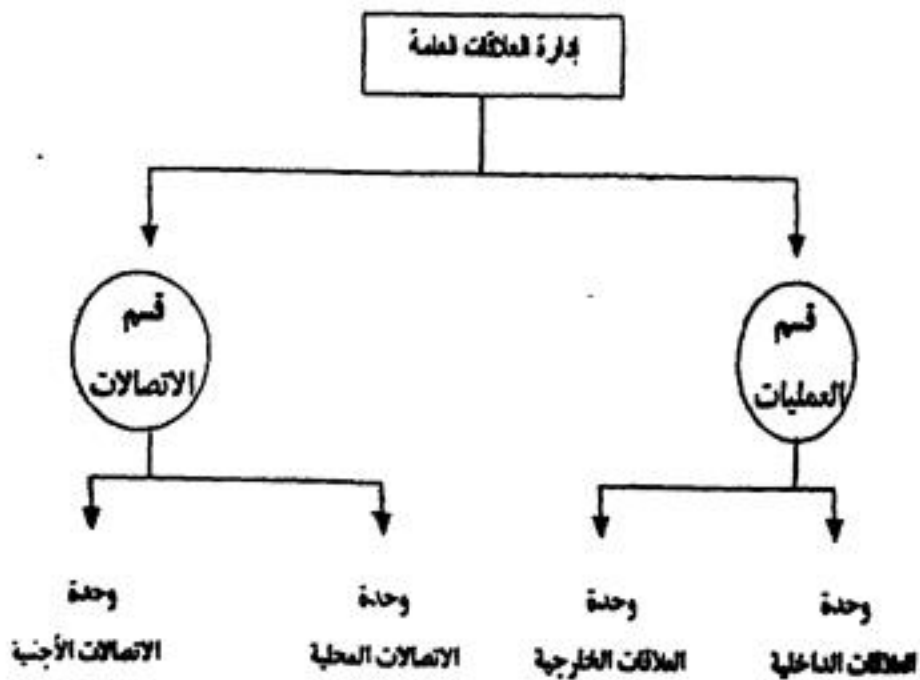 إدارة العلاقات العامة
قسم
العمليات
قسم
الاتصالات
وحدة
العلاقات الداخلية
وحدة
العلاقات الخارجية
وحدة
الاتصالات المحلية
وحدة
الاتصالات الأجنبية